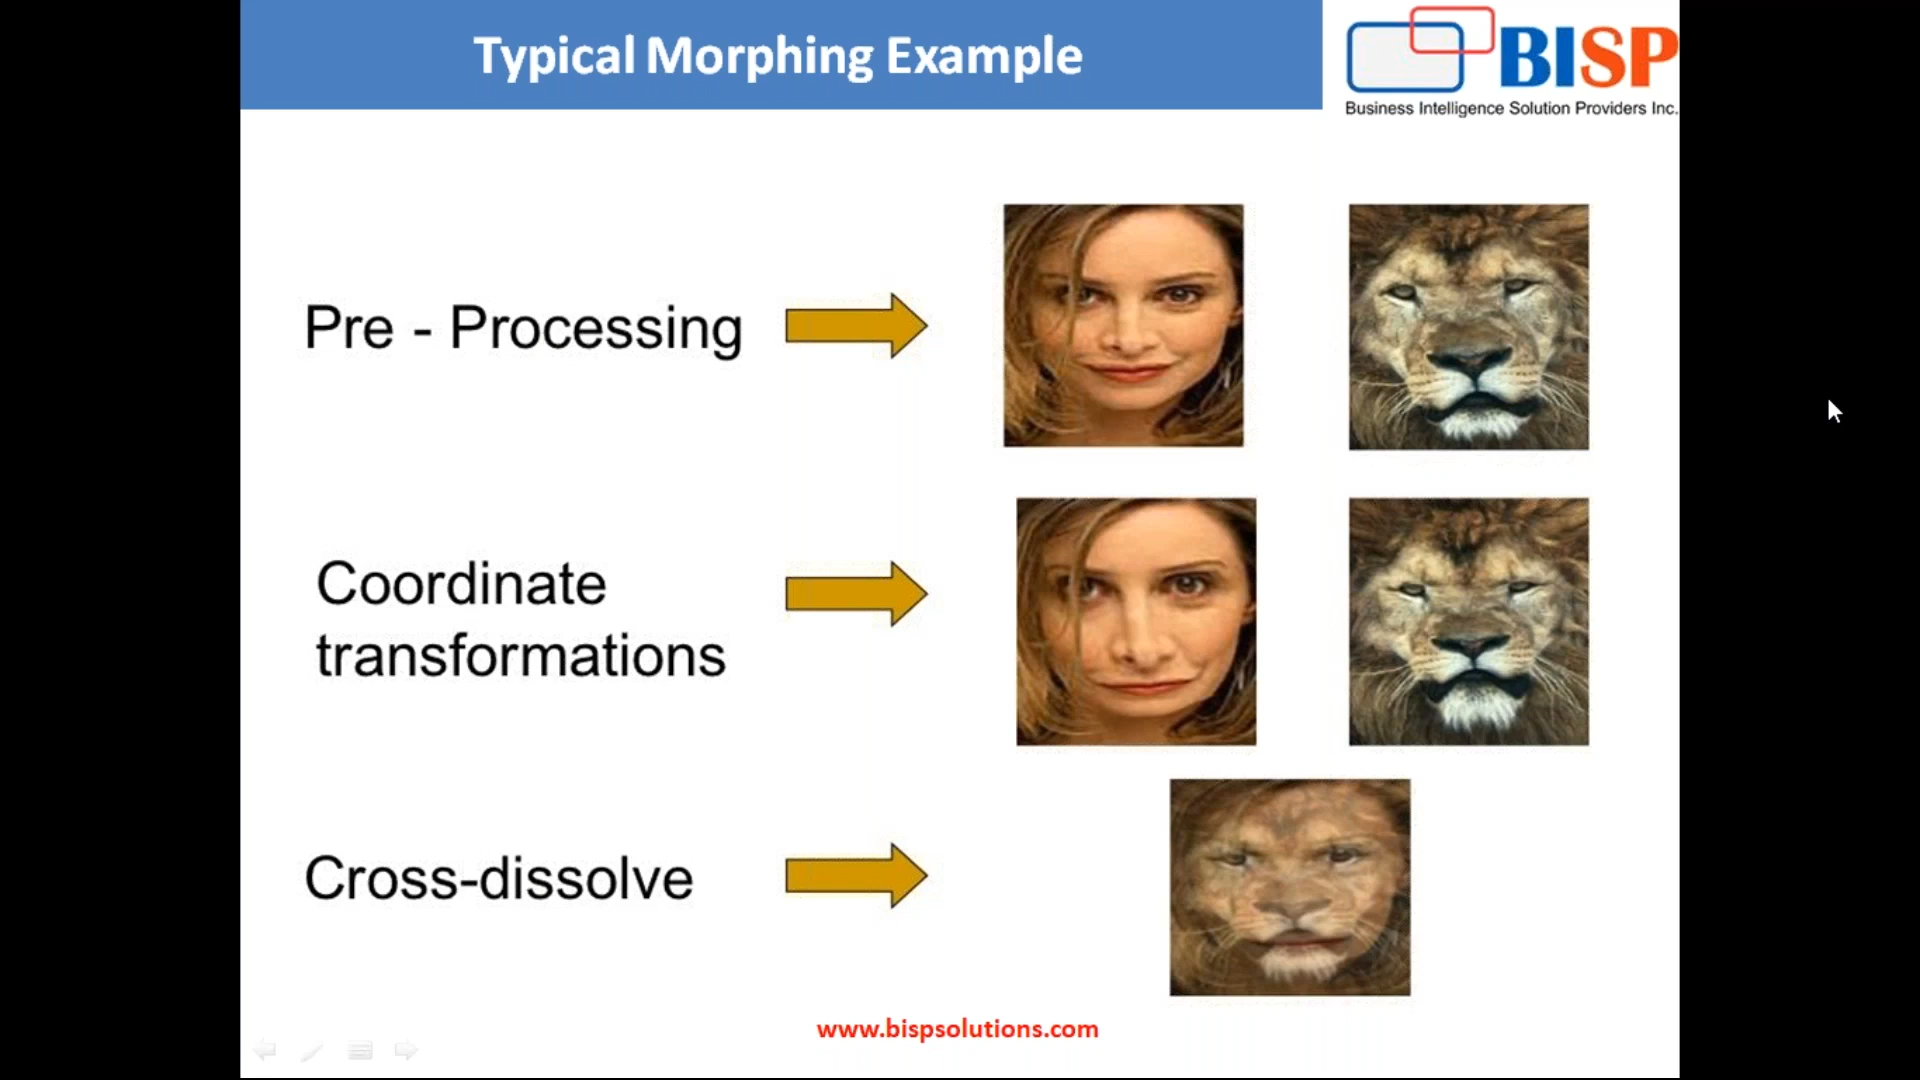 Typical Morphing Example
BISP
Business Intelligence Solution Providers Inc.
Pre - Processing
Coordinate
transformations
Cross-dissolve
www.bispsolutions.com